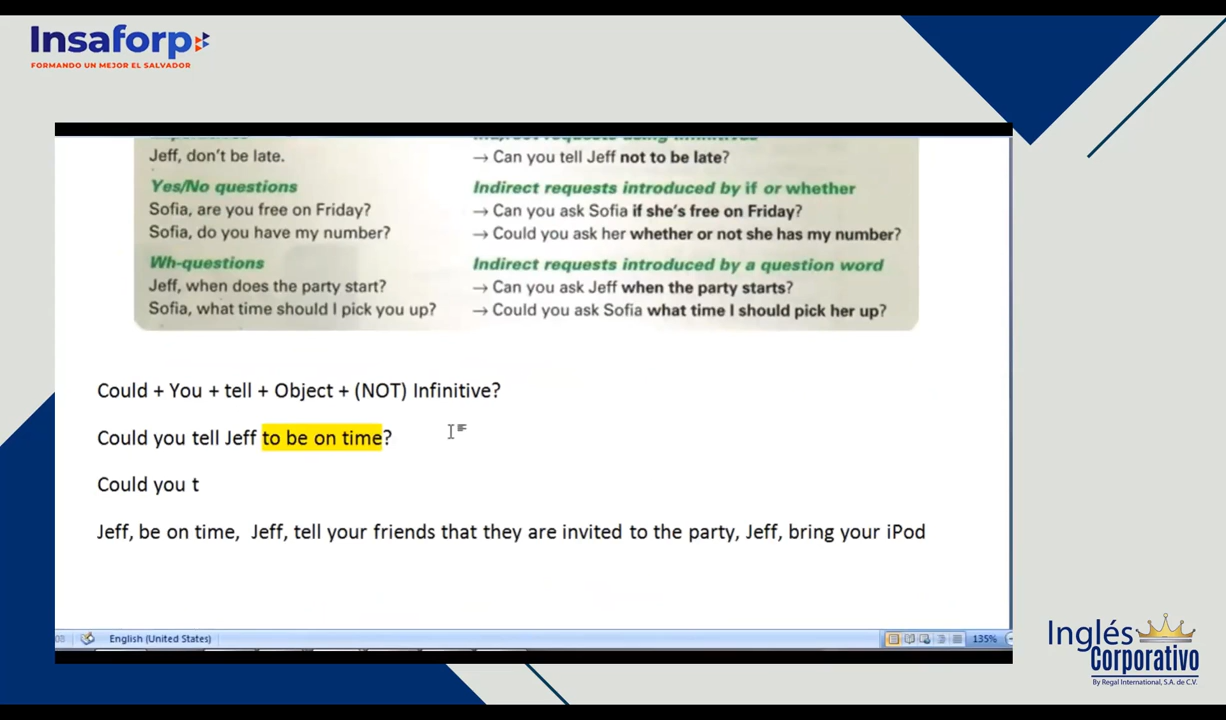 Insaforp
FORMANDO UN MEJOR EL SALVADOR
Jeff, don't be late.
→ Can you tell Jeff not to be late?
Yes/No questions
Indirect requests introduced by if or whether
Sofia, are you free on Friday?
→ Can you ask Sofia if she's free on Friday?
Sofia, do you have my number?
→ Could you ask her whether or not she has my number?
Wh-questions
Indirect requests introduced by a question word
Jeff, when does the party start?
→ Can you ask Jeff when the party starts?
Sofia, what time should I pick you up?
→ Could you ask Sofia what time I should pick her up?
Could + You + tell + Object + (NOT) Infinitive?
Could you tell Jeff to be on time?
Could you t
Jeff, be on time, Jeff, tell your friends that they are invited to the party, Jeff, bring your iPod
English (United States)
135%
Inglés
Corporativo
By Regal International, S.A. de C.V.